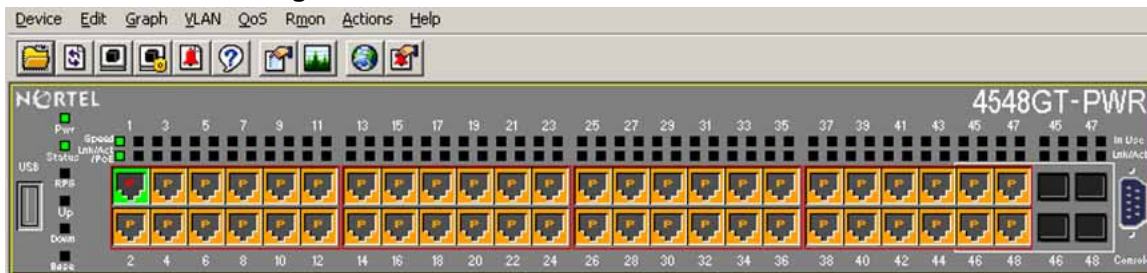 Device Edit Graph VLAN QoS Rmon Actions Help
NORTEL 4548GT-PWR
Pwr 1 3 5 7 9 11 13 15 17 19 21 23 25 27 29 31 33 35 37 39 41 43 45 47 45 47
Speed In Use
Status Lnk/Act /PoE Lnk/Act
USB
RPS P P P P P P P P P P P P P P P P P P P P P P P P
Up P P P P P P P P P P P P P P P P P P P P P P P P
Down
Base 2 4 6 8 10 12 14 16 18 20 22 24 26 28 30 32 34 36 38 40 42 44 46 48 46 48 Consol